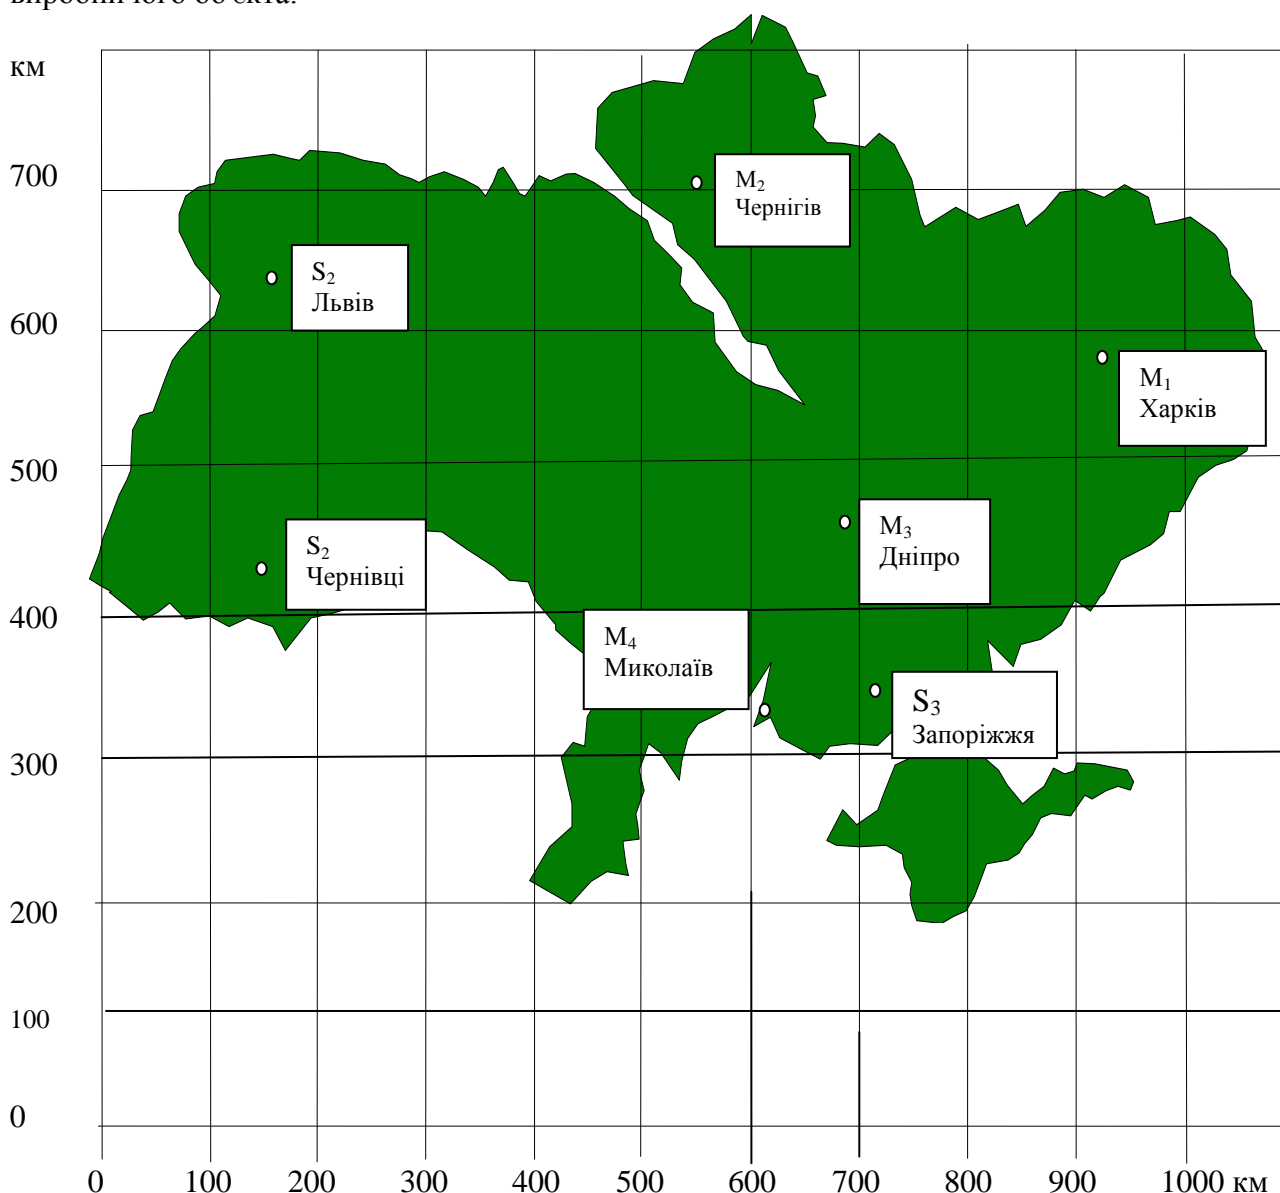 виробничого об'єкта.
км
700
600
500
400
300
200
100
0
M₂
Чернігів
S₂
Львів
M₁
Харків
M₃
Дніпро
S₂
Чернівці
M₄
Миколаїв
S₃
Запоріжжя
0 100 200 300 400 500 600 700 800 900 1000 км